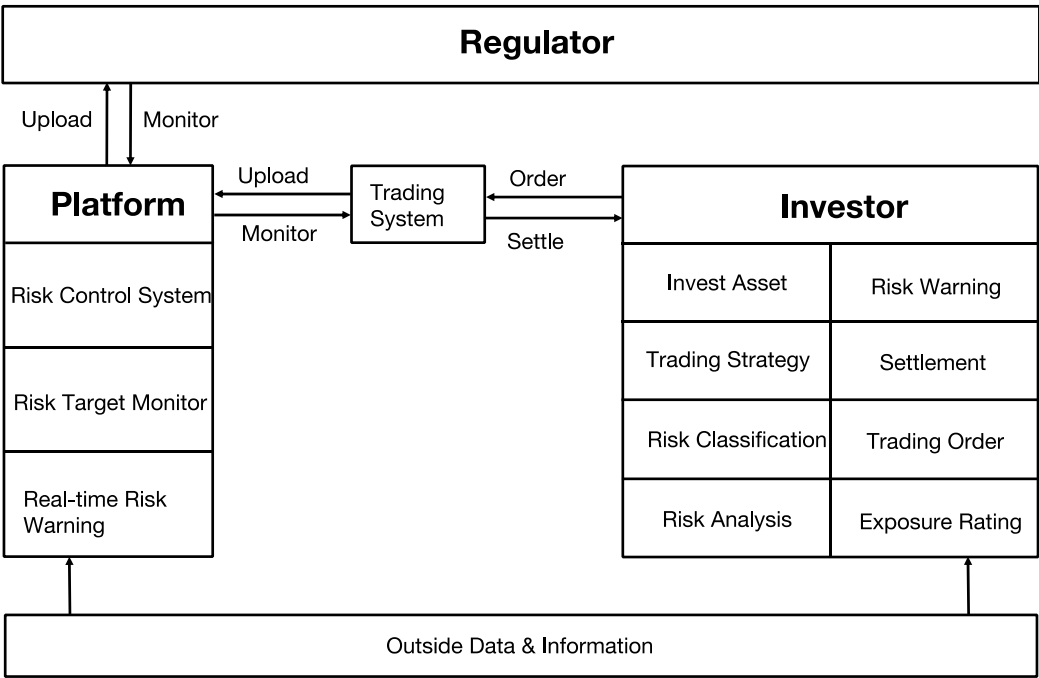 Regulator
Upload
Monitor
Platform
Upload
Monitor
Trading
System
Order
Settle
Investor
Risk Control System
Risk Target Monitor
Real-time Risk
Warning
Invest Asset
Risk Warning
Trading Strategy
Settlement
Risk Classification
Trading Order
Risk Analysis
Exposure Rating
Outside Data & Information